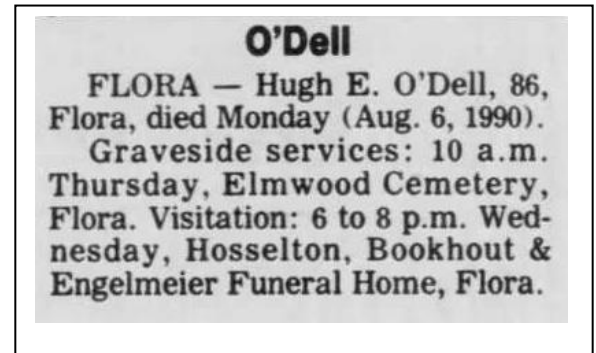 O'Dell
FLORA — Hugh E. O'Dell, 86,
Flora, died Monday (Aug. 6, 1990).
Graveside services: 10 a.m.
Thursday, Elmwood Cemetery,
Flora. Visitation: 6 to 8 p.m. Wed-
nesday, Hosselton, Bookhout &
Engelmeier Funeral Home, Flora.